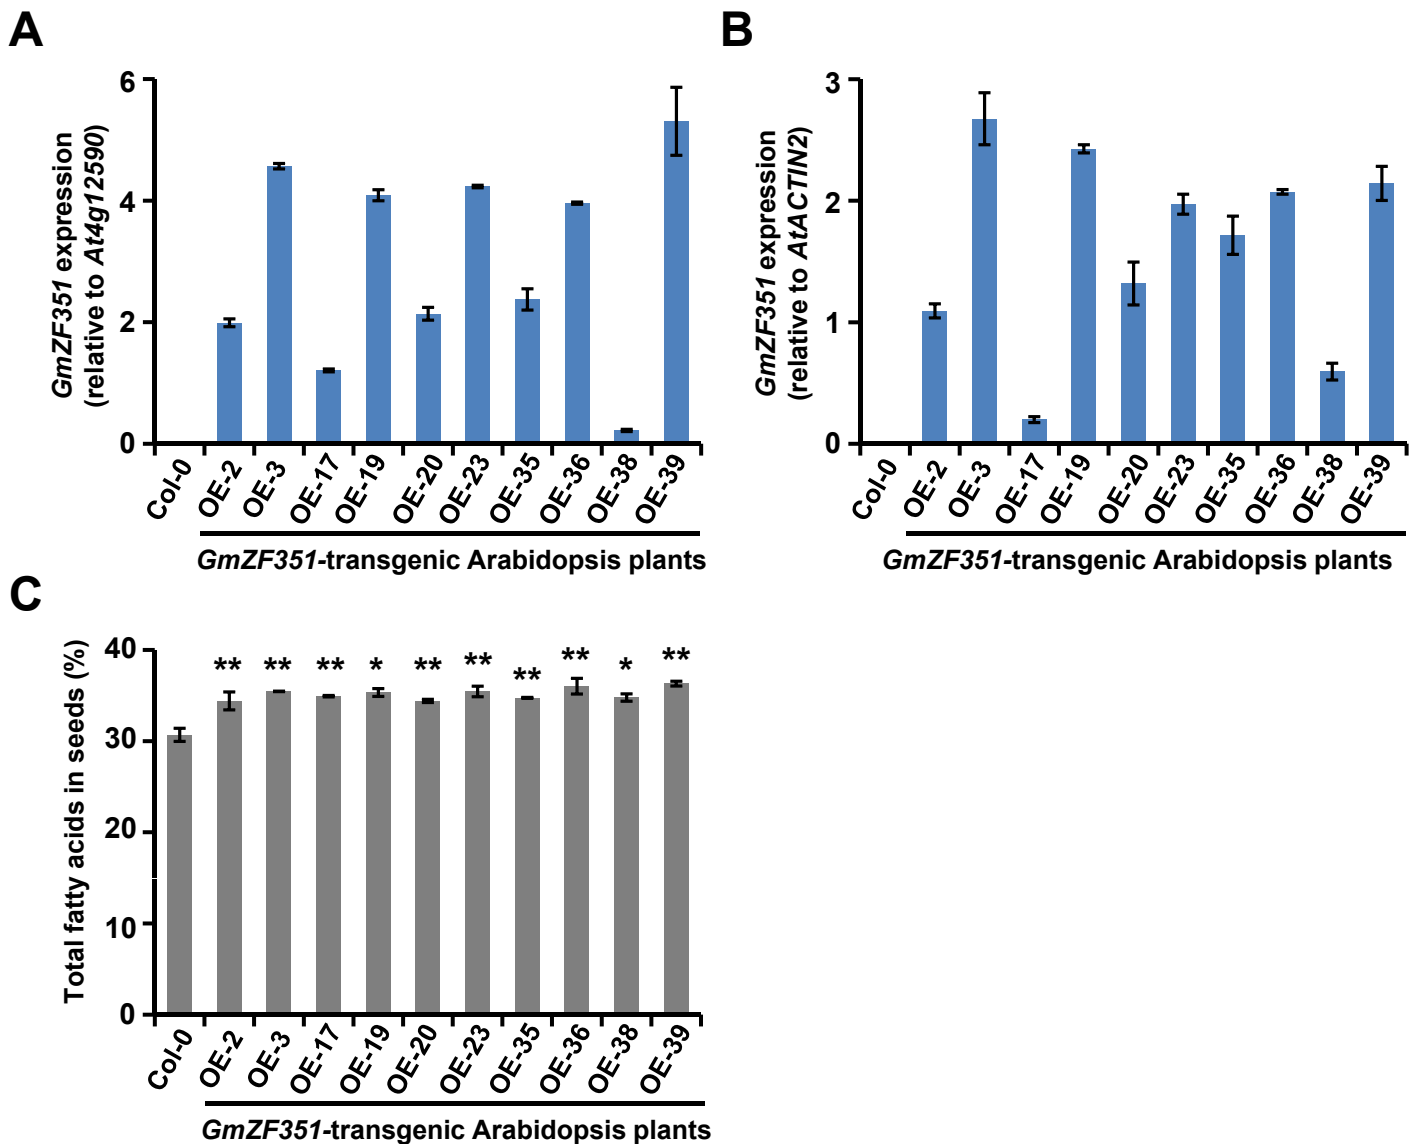 A
GmZF351 expression
(relative to At4g12590)
6
4
2
0
Col-0
OE-2
OE-3
OE-17
OE-19
OE-20
OE-23
OE-35
OE-36
OE-38
OE-39
GmZF351-transgenic Arabidopsis plants
B
GmZF351 expression
(relative to AtACTIN2)
3
2
1
0
Col-0
OE-2
OE-3
OE-17
OE-19
OE-20
OE-23
OE-35
OE-36
OE-38
OE-39
GmZF351-transgenic Arabidopsis plants
C
Total fatty acids in seeds (%)
40
30
20
10
0
** ** ** * ** ** ** ** * **
Col-0
OE-2
OE-3
OE-17
OE-19
OE-20
OE-23
OE-35
OE-36
OE-38
OE-39
GmZF351-transgenic Arabidopsis plants